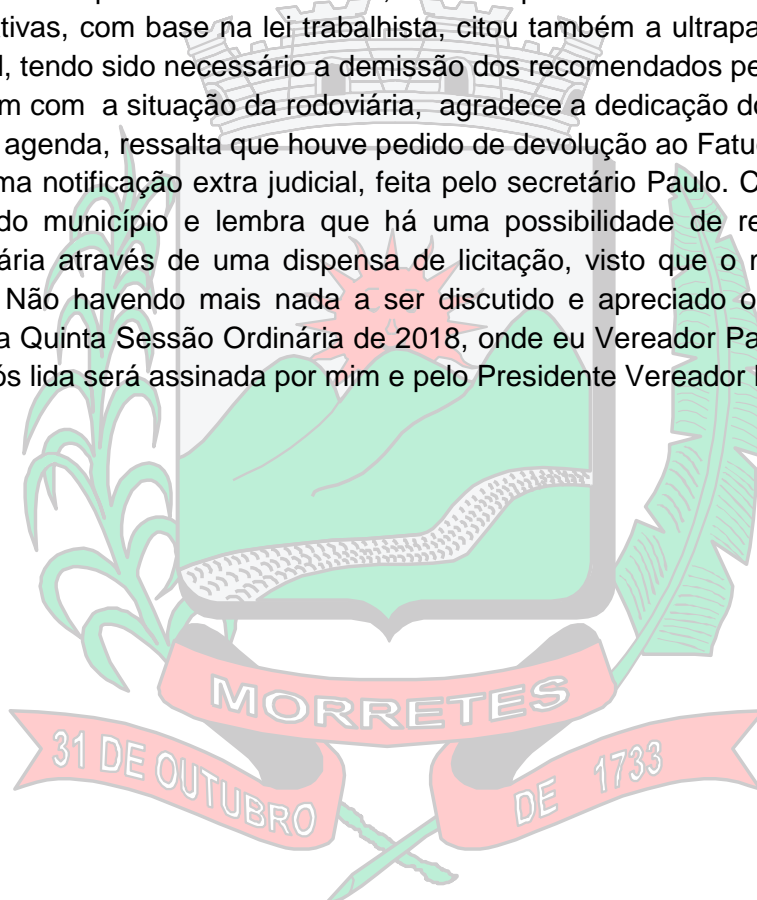 ativas, com base na lei trabalhista, citou também a ultrapa
l, tendo sido necessário a demissão dos recomendados pe
m com  a situação da rodoviária,  agradece a dedicação do
agenda, ressalta que houve pedido de devolução ao Fatu
ma notificação extra judicial, feita pelo secretário Paulo. C
do município e lembra que há uma possibilidade de re
ária através de uma dispensa de licitação, visto que o r
Não havendo mais nada a ser discutido e apreciado o
a Quinta Sessão Ordinária de 2018, onde eu Vereador Pa
ós lida será assinada por mim e pelo Presidente Vereador
MORRETES
31 DE OUTUBRO DE 1733